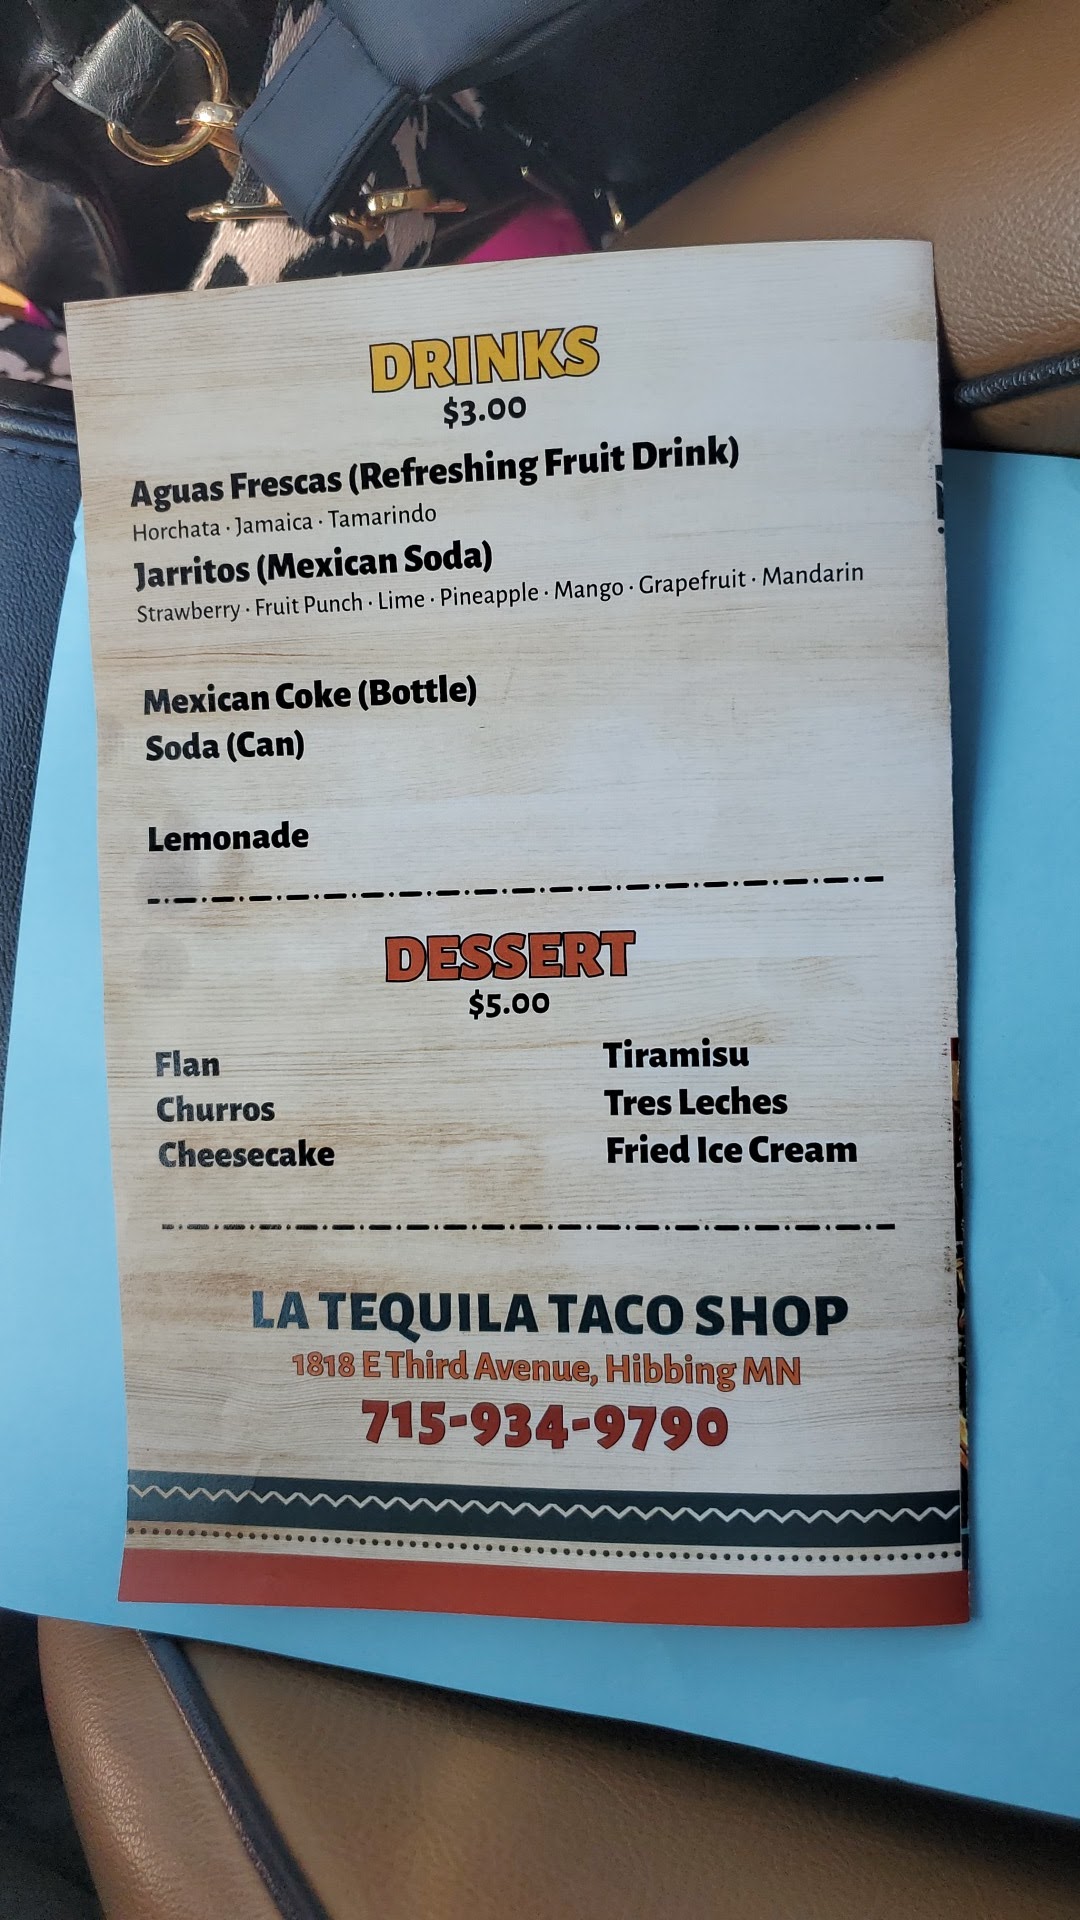 DRINKS
$3.00
Aguas Frescas (Refreshing Fruit Drink)
Horchata · Jamaica · Tamarindo
Jarritos (Mexican Soda)
Strawberry · Fruit Punch · Lime · Pineapple · Mango · Grapefruit · Mandarin
Mexican Coke (Bottle)
Soda (Can)
Lemonade
DESSERT
$5.00
Flan
Churros
Cheesecake
Tiramisu
Tres Leches
Fried Ice Cream
LA TEQUILA TACO SHOP
1818 E Third Avenue, Hibbing MN
715-934-9790